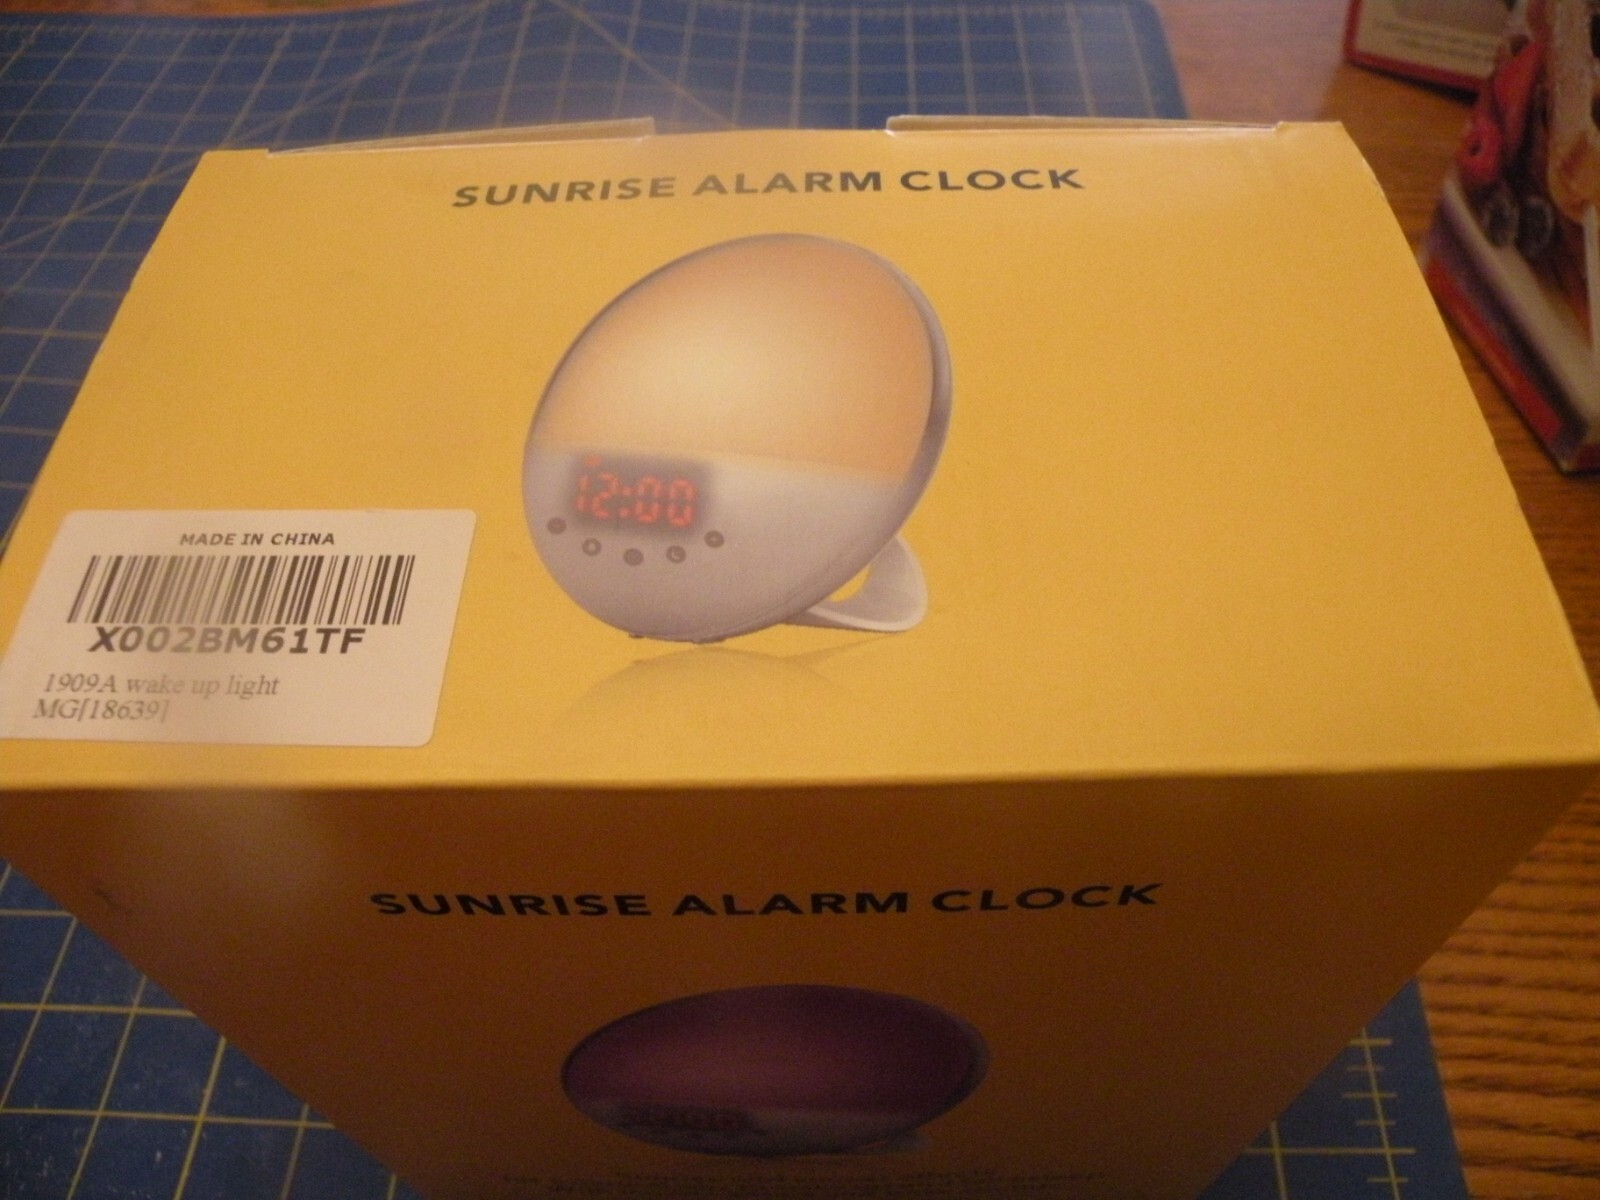 SUNRISE ALARM CLOCK
12:00
MADE IN CHINA
X002BM61TF
1909A wake up light
MG[18639]
SUNRISE ALARM CLOCK